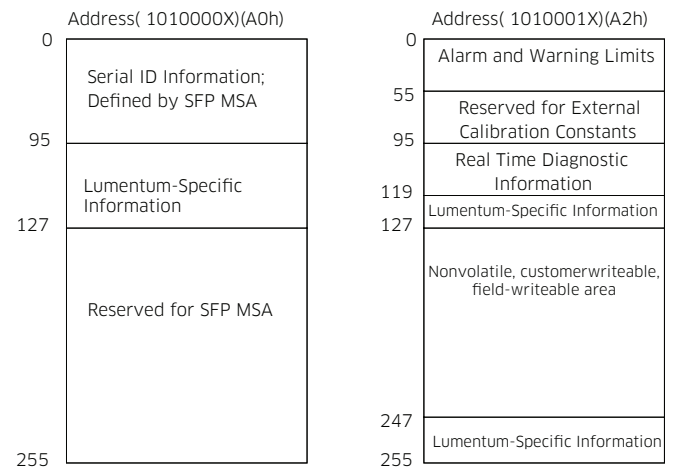 Address( 1010000X)(A0h)
0
Serial ID Information;
Defined by SFP MSA
95
Lumentum-Specific
Information
127
Reserved for SFP MSA
255
Address( 1010001X)(A2h)
0
Alarm and Warning Limits
55
Reserved for External
Calibration Constants
95
Real Time Diagnostic
Information
119
Lumentum-Specific Information
127
Nonvolatile, customerwriteable,
field-writeable area
247
Lumentum-Specific Information
255